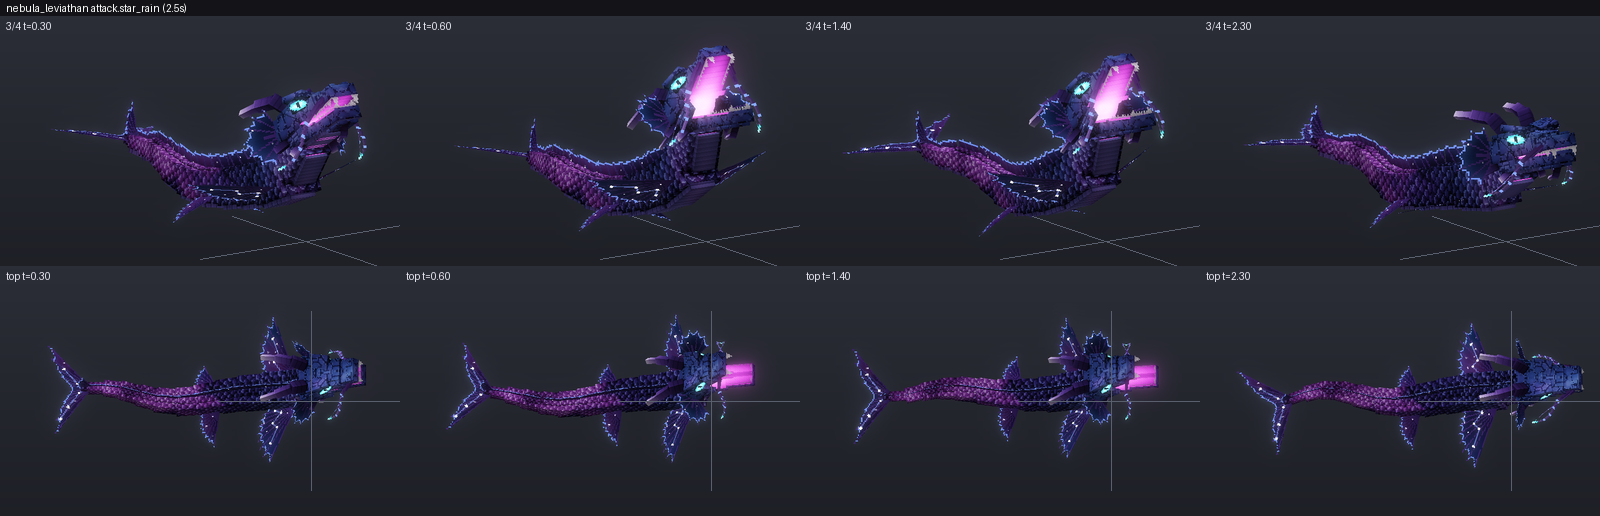 nebula_leviathan attack.star_rain (2.5s)
3/4 t=0.30
3/4 t=0.60
3/4 t=1.40
3/4 t=2.30
top t=0.30
top t=0.60
top t=1.40
top t=2.30